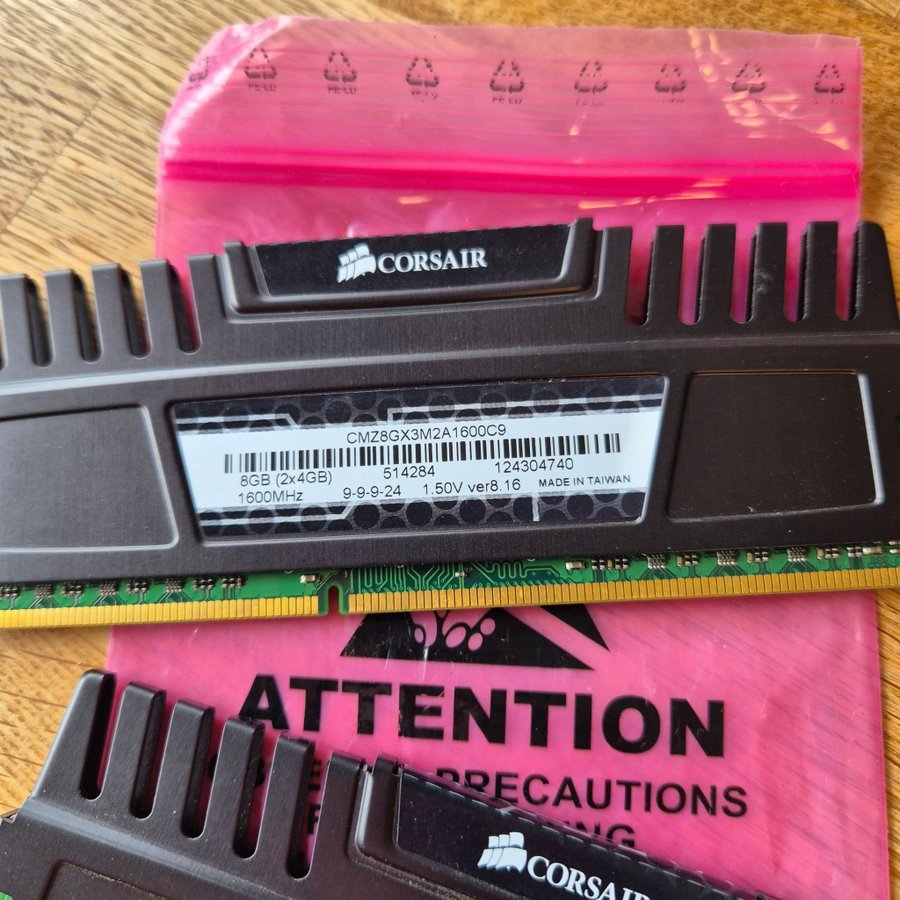 CORSAIR
CMZ8GX3M2A1600C9
514284 124304740
8GB (2x4GB)
1600MHz 9-9-9-24 1.50V ver8.16 MADE IN TAIWAN
ATTENTION
PRECAUTIONS
CORSAIR